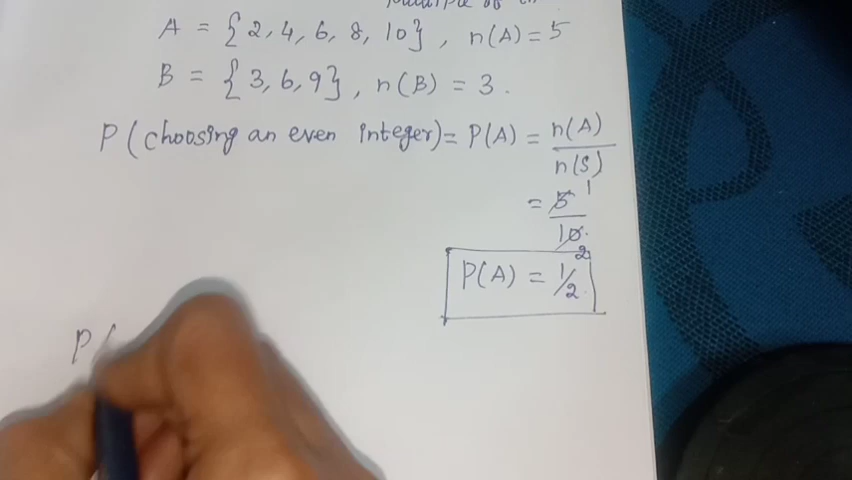 A = {2, 4, 6, 8, 10}, n(A) = 5
B = {3, 6, 9}, n(B) = 3.
P(choosing an even integer) = P(A) = n(A)/n(S)
= 5 1/10 2
P(A) = 1/2
P(